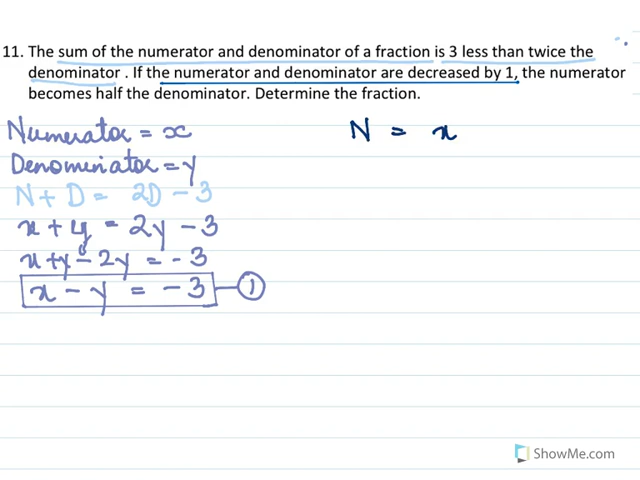 11. The sum of the numerator and denominator of a fraction is 3 less than twice the
denominator . If the numerator and denominator are decreased by 1, the numerator
becomes half the denominator. Determine the fraction.
Numerator = x
N = x
Denominator = y
N + D = 2D - 3
x + y = 2y - 3
x + y - 2y = - 3
x - y = - 3 - ①
ShowMe.com